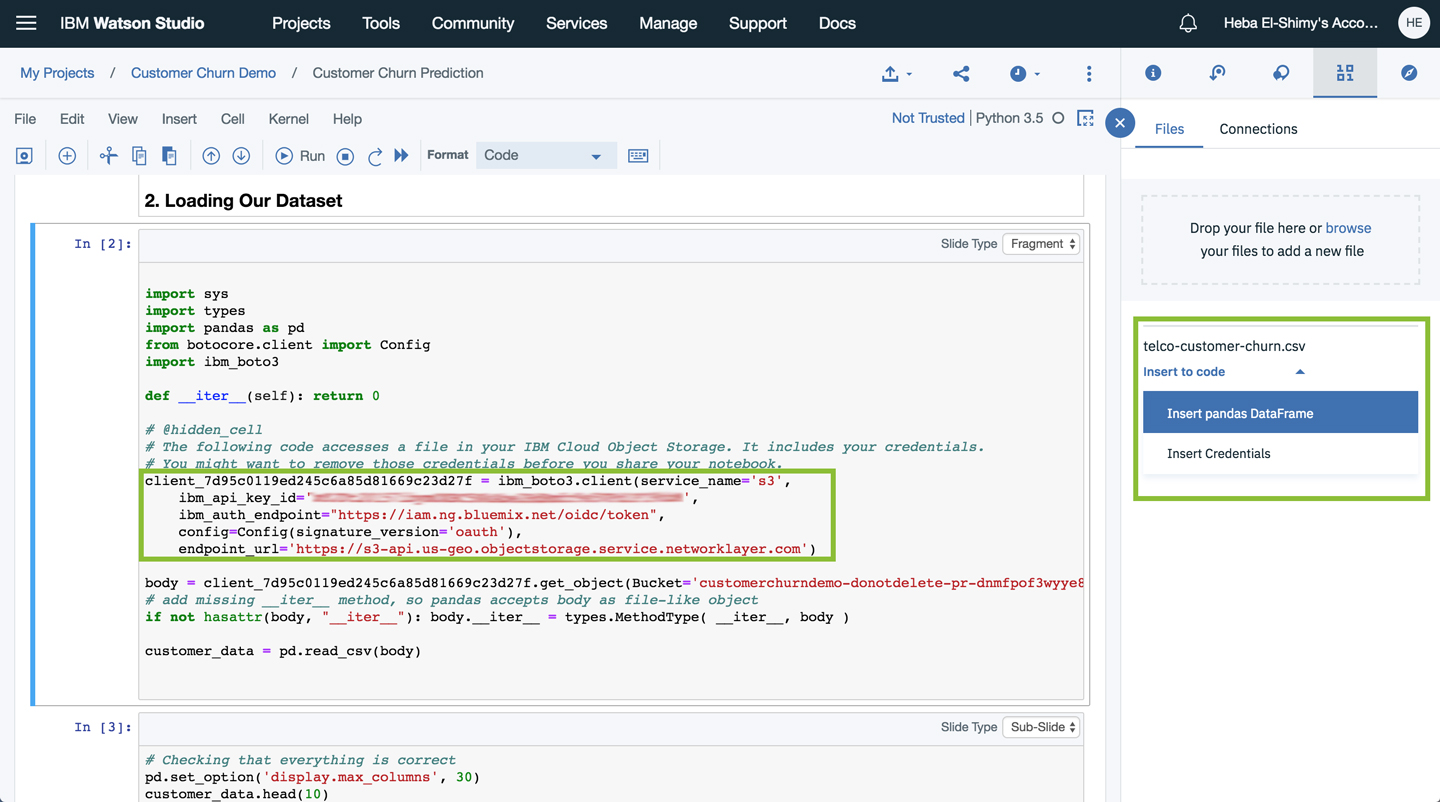 IBM Watson Studio Projects Tools Community Services Manage Support Docs Heba El-Shimy's Acco... HE
My Projects / Customer Churn Demo / Customer Churn Prediction
File Edit View Insert Cell Kernel Help Not Trusted | Python 3.5
Run Format Code
Files Connections
2. Loading Our Dataset
In [2]:
Slide Type Fragment
import sys
import types
import pandas as pd
from botocore.client import Config
import ibm_boto3
def __iter__(self): return 0
# @hidden_cell
# The following code accesses a file in your IBM Cloud Object Storage. It includes your credentials.
# You might want to remove those credentials before you share your notebook.
client_7d95c0119ed245c6a85d81669c23d27f = ibm_boto3.client(service_name='s3',
ibm_api_key_id='',
ibm_auth_endpoint="https://iam.ng.bluemix.net/oidc/token",
config=Config(signature_version='oauth'),
endpoint_url='https://s3-api.us-geo.objectstorage.service.networklayer.com')
body = client_7d95c0119ed245c6a85d81669c23d27f.get_object(Bucket='customerchurndemo-donotdelete-pr-dnmfpof3wyye8
# add missing __iter__ method, so pandas accepts body as file-like object
if not hasattr(body, "__iter__"): body.__iter__ = types.MethodType( __iter__, body )
customer_data = pd.read_csv(body)
In [3]:
Slide Type Sub-Slide
# Checking that everything is correct
pd.set_option('display.max_columns', 30)
customer_data.head(10)
Drop your file here or browse
your files to add a new file
telco-customer-churn.csv
Insert to code
Insert pandas DataFrame
Insert Credentials